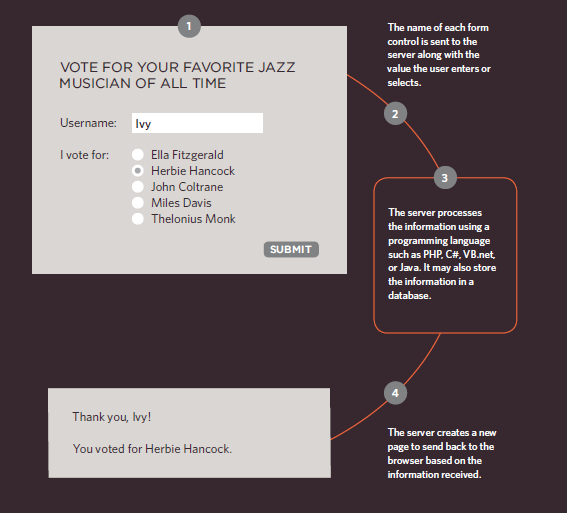 1
VOTE FOR YOUR FAVORITE JAZZ
MUSICIAN OF ALL TIME
Username: Ivy
I vote for:
Ella Fitzgerald
Herbie Hancock
John Coltrane
Miles Davis
Thelonius Monk
SUBMIT
The name of each form
control is sent to the
server along with the
value the user enters or
selects.
2
3
The server processes
the information using a
programming language
such as PHP, C#, VB.net,
or Java. It may also store
the information in a
database.
4
The server creates a new
page to send back to the
browser based on the
information received.
Thank you, Ivy!
You voted for Herbie Hancock.